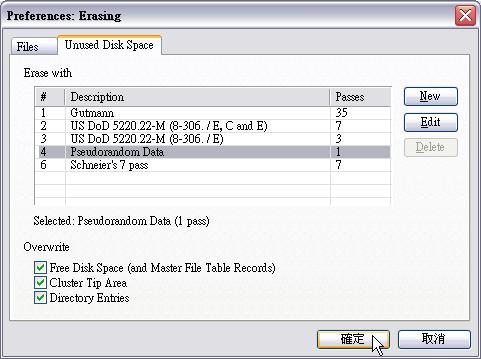 Preferences: Erasing
Files Unused Disk Space
Erase with
# Description Passes
1 Gutmann 35
2 US DoD 5220.22-M (8-306. / E, C and E) 7
3 US DoD 5220.22-M (8-306. / E) 3
4 Pseudorandom Data 1
6 Schneier's 7 pass 7
New
Edit
Delete
Selected: Pseudorandom Data (1 pass)
Overwrite
Free Disk Space (and Master File Table Records)
Cluster Tip Area
Directory Entries
確定 取消